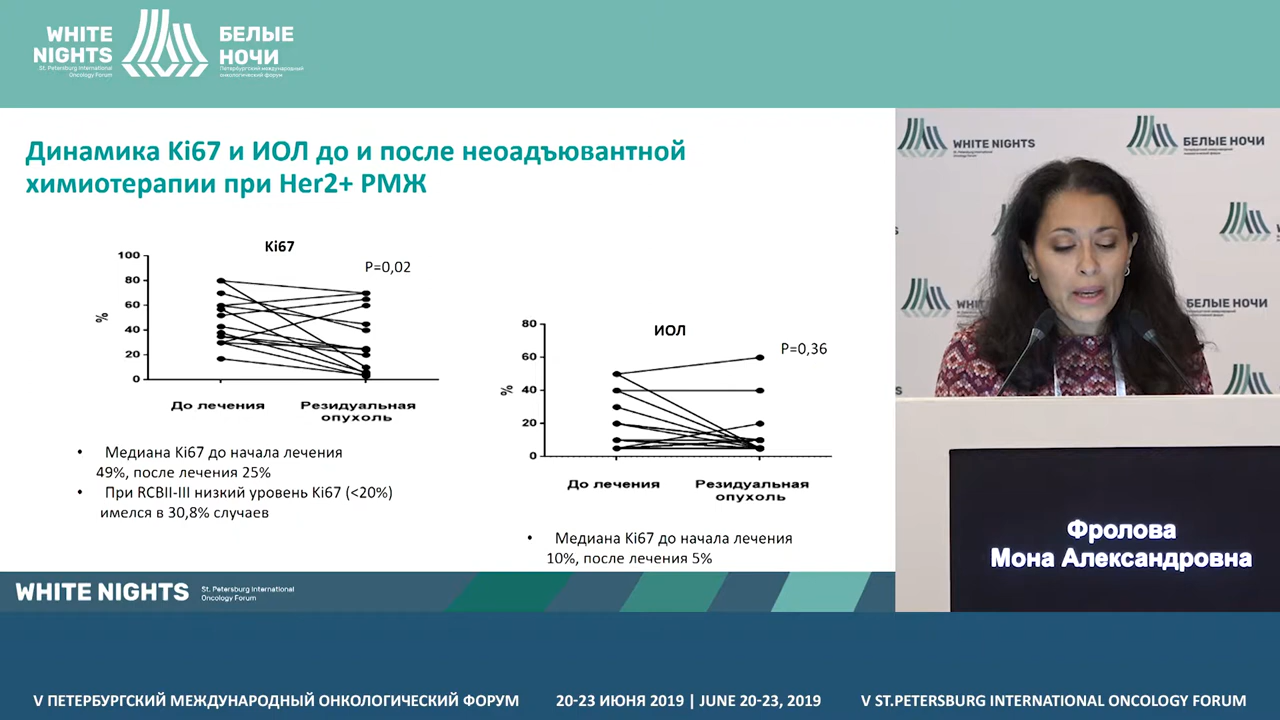 WHITE
NIGHTS
St. Petersburg International
Oncology Forum
БЕЛЫЕ
НОЧИ
Петербургский международный
онкологический форум
Динамика Ki67 и ИОЛ до и после неоадъювантной
химиотерапии при Her2+ РМЖ
Ki67
P=0,02
100
80
60
40
20
0
%
До лечения
Резидуальная
опухоль
• Медиана Ki67 до начала лечения
49%, после лечения 25%
• При RCBII-III низкий уровень Ki67 (<20%)
имелся в 30,8% случаев
ИОЛ
P=0,36
80
60
40
20
0
%
До лечения
Резидуальная
опухоль
• Медиана Ki67 до начала лечения
10%, после лечения 5%
WHITE NIGHTS
St. Petersburg International
Oncology Forum
WHITE NIGHTS
БЕЛЫЕ НОЧИ
БЕЛЫЕ НОЧИ
Фролова
Мона Александровна
V ПЕТЕРБУРГСКИЙ МЕЖДУНАРОДНЫЙ ОНКОЛОГИЧЕСКИЙ ФОРУМ
20-23 ИЮНЯ 2019 | JUNE 20-23, 2019
V ST.PETERSBURG INTERNATIONAL ONCOLOGY FORUM